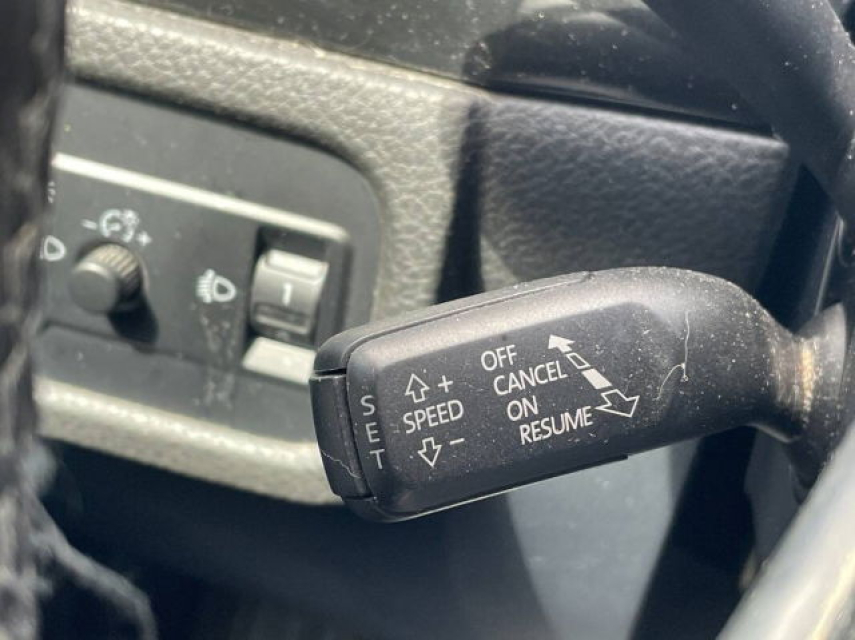 - +
1
SET
+
SPEED
-
OFF
CANCEL
ON
RESUME